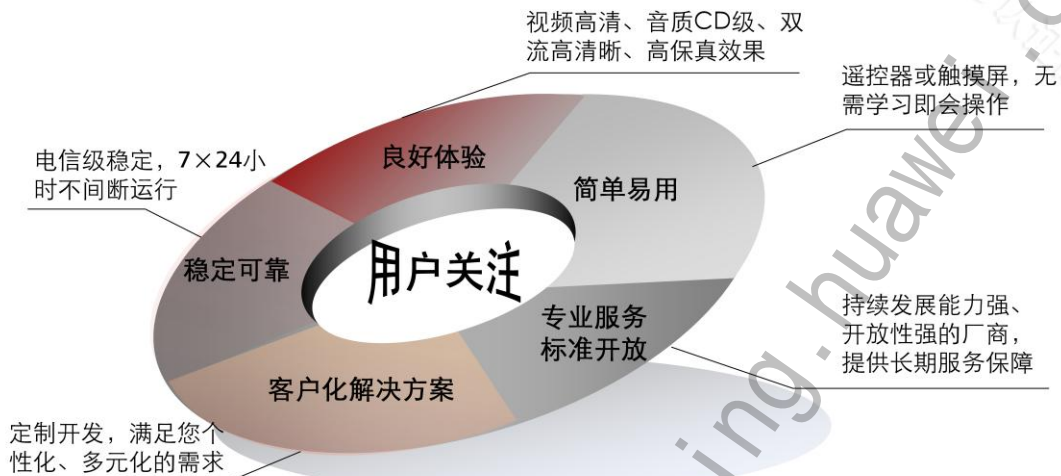 视频高清、音质CD级、双
流高清晰、高保真效果
遥控器或触摸屏，无
需学习即会操作
电信级稳定，7×24小
时不间断运行
良好体验
简单易用
稳定可靠
用户关注
专业服务
标准开放
持续发展能力强、
开放性强的厂商，
提供长期服务保障
客户化解决方案
定制开发，满足您个
性化、多元化的需求
ing.huawei.